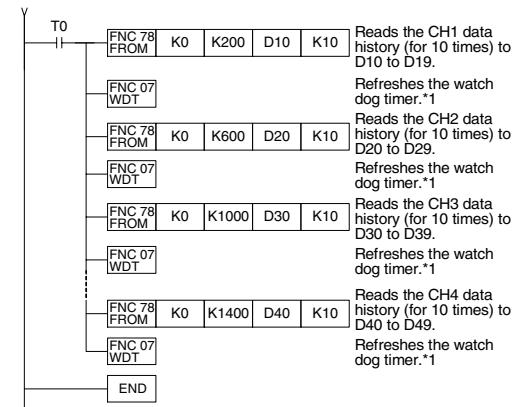 T0
FNC 78 FROM K0 K200 D10 K10 Reads the CH1 data
history (for 10 times) to
D10 to D19.
FNC 07 WDT Refreshes the watch
dog timer.*1
FNC 78 FROM K0 K600 D20 K10 Reads the CH2 data
history (for 10 times) to
D20 to D29.
FNC 07 WDT Refreshes the watch
dog timer.*1
FNC 78 FROM K0 K1000 D30 K10 Reads the CH3 data
history (for 10 times) to
D30 to D39.
FNC 07 WDT Refreshes the watch
dog timer.*1
FNC 78 FROM K0 K1400 D40 K10 Reads the CH4 data
history (for 10 times) to
D40 to D49.
FNC 07 WDT Refreshes the watch
dog timer.*1
END